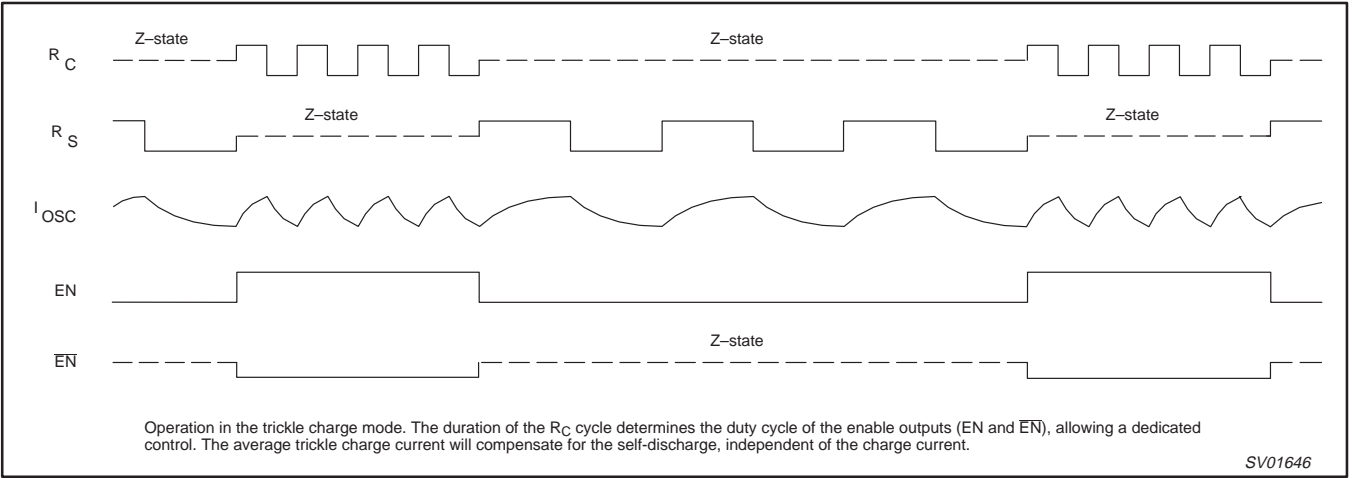 Z–state Z–state
R C
Z–state Z–state
R S
I OSC
EN
Z–state
E̅N̅
Operation in the trickle charge mode. The duration of the RC cycle determines the duty cycle of the enable outputs (EN and E̅N̅), allowing a dedicated
control. The average trickle charge current will compensate for the self-discharge, independent of the charge current.
SV01646